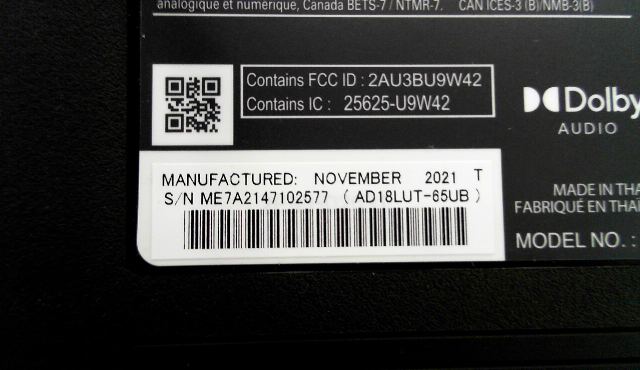 analogique et numérique, Canada BETS-7 / NTMR-7. CAN ICES-3 (B)/NMB-3(B)
Contains FCC ID : 2AU3BU9W42
Contains IC : 25625-U9W42
Dolby
AUDIO
MANUFACTURED: NOVEMBER 2021 T
S/N ME7A2147102577 ( AD18LUT-65UB )
MADE IN THA
FABRIQUÉ EN THAÏ
MODEL NO. :